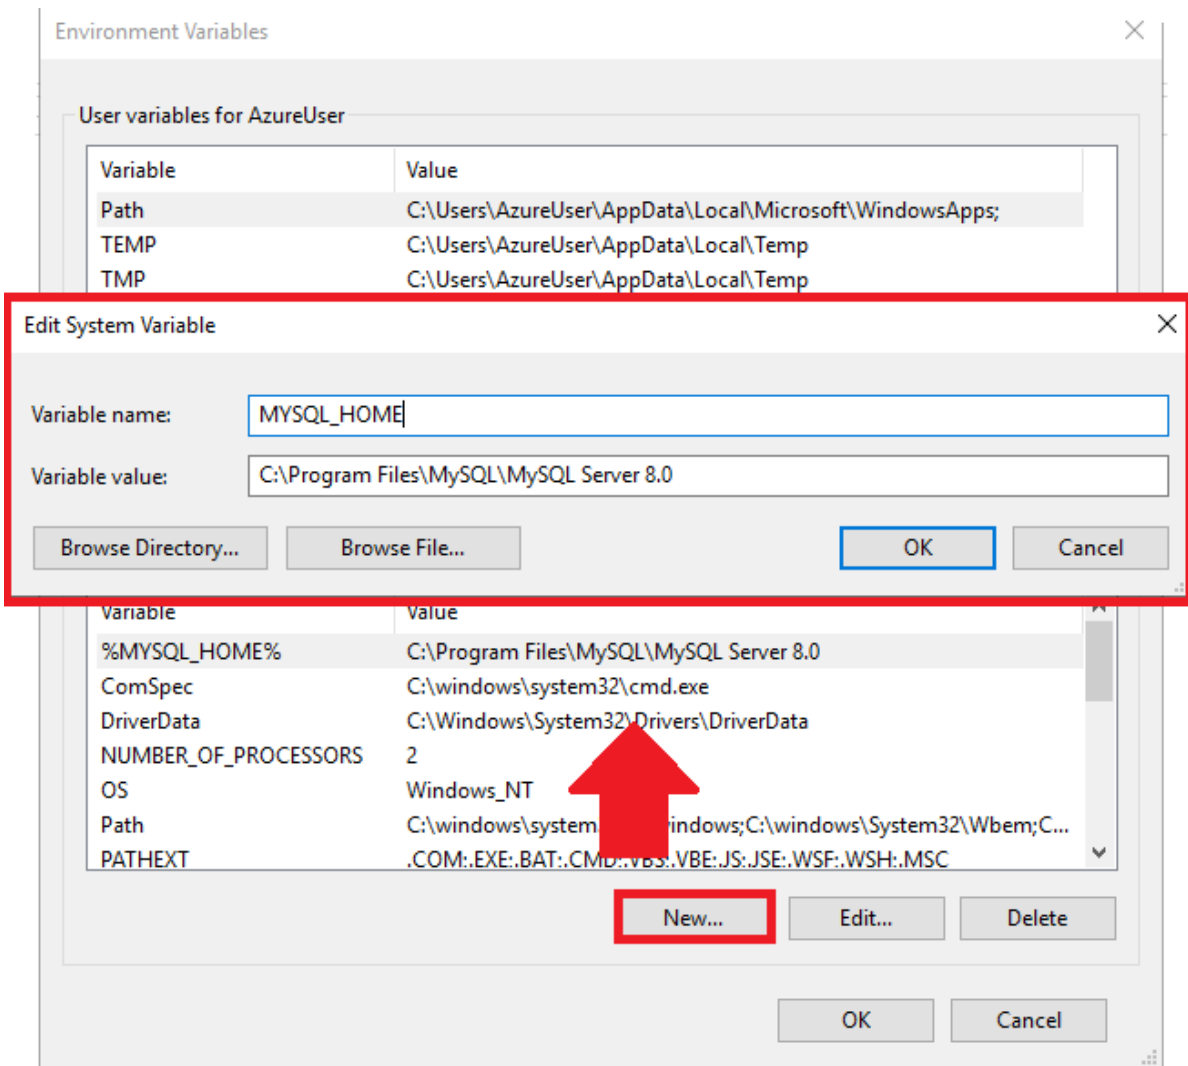 Environment Variables
User variables for AzureUser
Variable Value
Path C:\Users\AzureUser\AppData\Local\Microsoft\WindowsApps;
TEMP C:\Users\AzureUser\AppData\Local\Temp
TMP C:\Users\AzureUser\AppData\Local\Temp
Edit System Variable
Variable name: MYSQL_HOME
Variable value: C:\Program Files\MySQL\MySQL Server 8.0
Browse Directory... Browse File... OK Cancel
Variable Value
%MYSQL_HOME% C:\Program Files\MySQL\MySQL Server 8.0
ComSpec C:\windows\system32\cmd.exe
DriverData C:\Windows\System32\Drivers\DriverData
NUMBER_OF_PROCESSORS 2
OS Windows_NT
Path C:\windows\system indows;C:\windows\System32\Wbem;C...
PATHEXT .COM;.EXE;.BAT;.CMD;.VBS;.VBE;.JS;.JSE;.WSF;.WSH;.MSC
New... Edit... Delete
OK Cancel